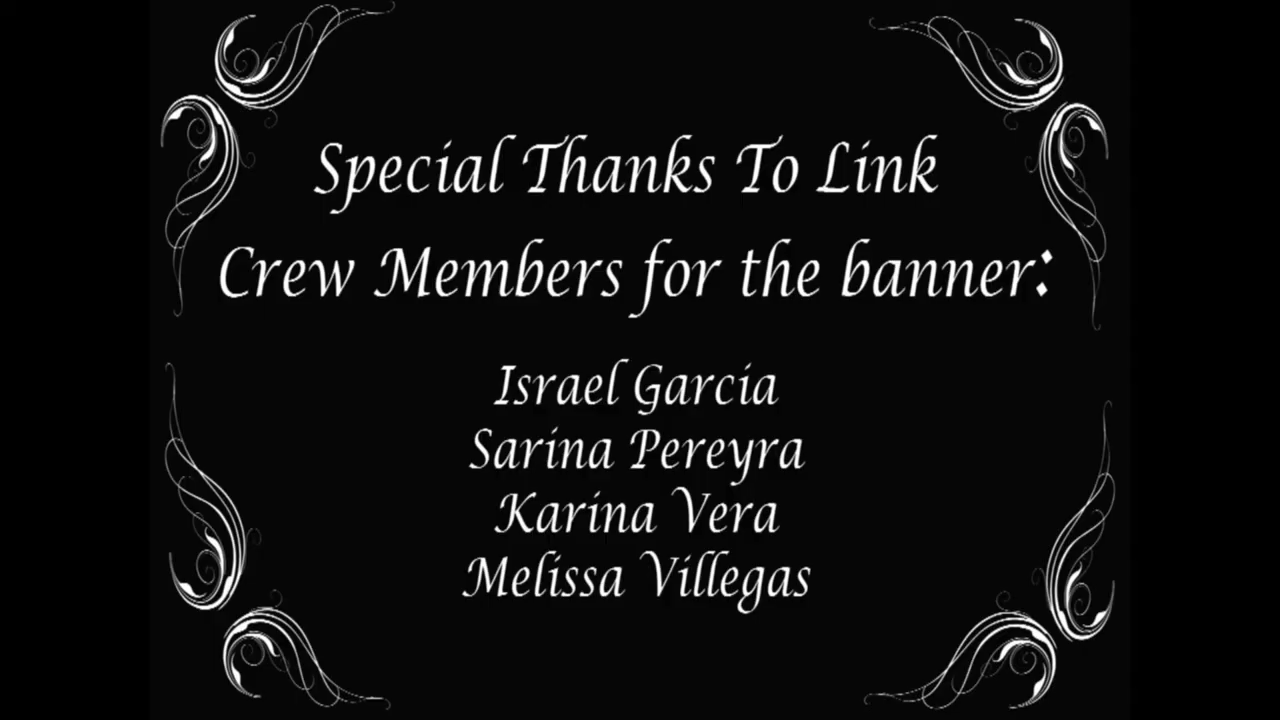 Special Thanks To Link
Crew Members for the banner:
Israel Garcia
Sarina Pereyra
Karina Vera
Melissa Villegas